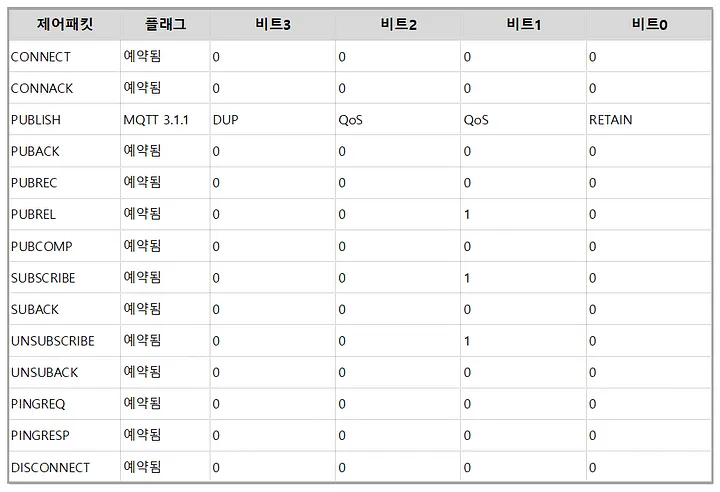 제어패킷 플래그 비트3 비트2 비트1 비트0
CONNECT 예약됨 0 0 0 0
CONNACK 예약됨 0 0 0 0
PUBLISH MQTT 3.1.1 DUP QoS QoS RETAIN
PUBACK 예약됨 0 0 0 0
PUBREC 예약됨 0 0 0 0
PUBREL 예약됨 0 0 1 0
PUBCOMP 예약됨 0 0 0 0
SUBSCRIBE 예약됨 0 0 1 0
SUBACK 예약됨 0 0 0 0
UNSUBSCRIBE 예약됨 0 0 1 0
UNSUBACK 예약됨 0 0 0 0
PINGREQ 예약됨 0 0 0 0
PINGRESP 예약됨 0 0 0 0
DISCONNECT 예약됨 0 0 0 0